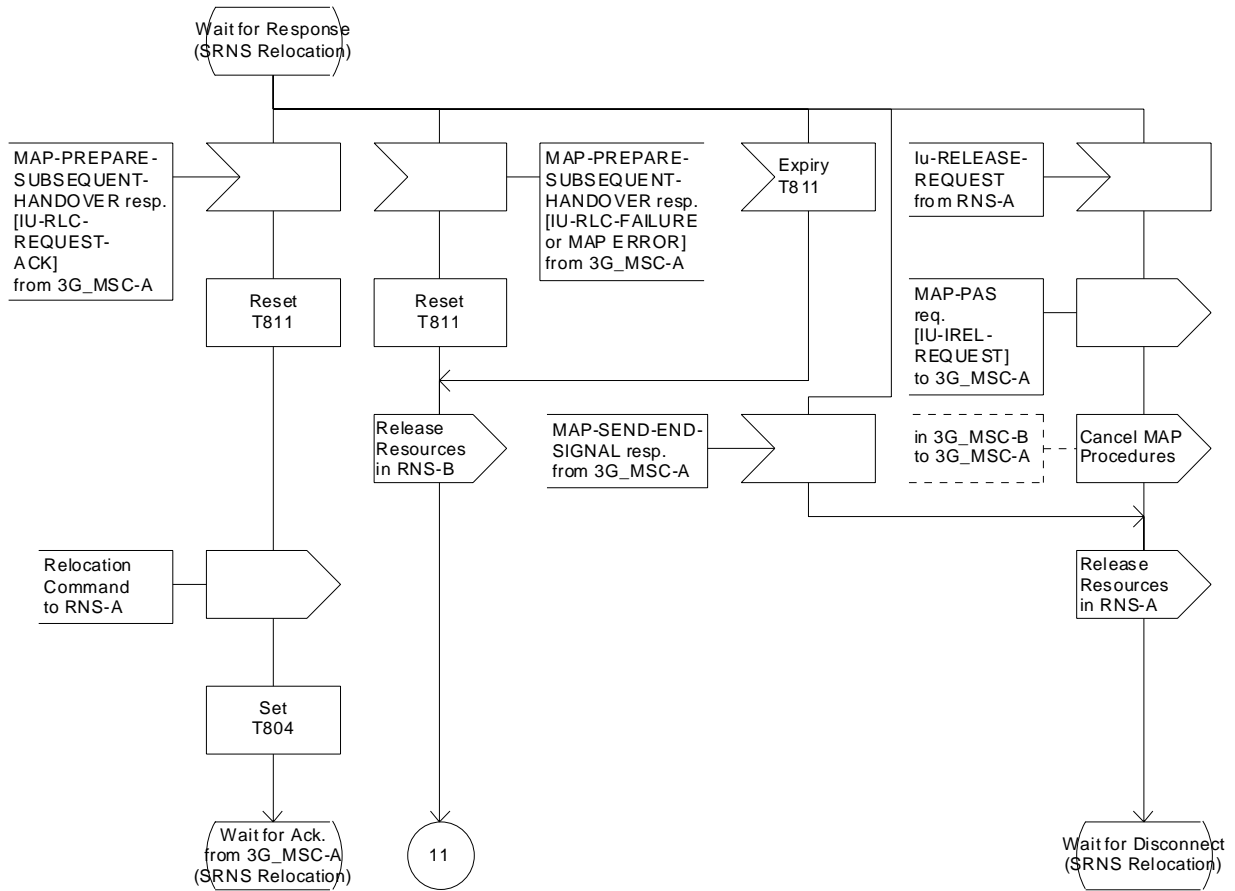 Wait for Response
(SRNS Relocation)
MAP-PREPARE-
SUBSEQUENT-
HANDOVER resp.
[IU-RLC-
REQUEST-
ACK]
from 3G_MSC-A
MAP-PREPARE-
SUBSEQUENT-
HANDOVER resp.
[IU-RLC-FAILURE
or MAP ERROR]
from 3G_MSC-A
Expiry
T811
Iu-RELEASE-
REQUEST
from RNS-A
Reset
T811
Reset
T811
MAP-PAS
req.
[IU-IREL-
REQUEST]
to 3G_MSC-A
Release
Resources
in RNS-B
MAP-SEND-END-
SIGNAL resp.
from 3G_MSC-A
in 3G_MSC-B
to 3G_MSC-A
Cancel MAP
Procedures
Relocation
Command
to RNS-A
Release
Resources
in RNS-A
Set
T804
Wait for Ack.
from 3G_MSC-A
(SRNS Relocation)
11
Wait for Disconnect
(SRNS Relocation)